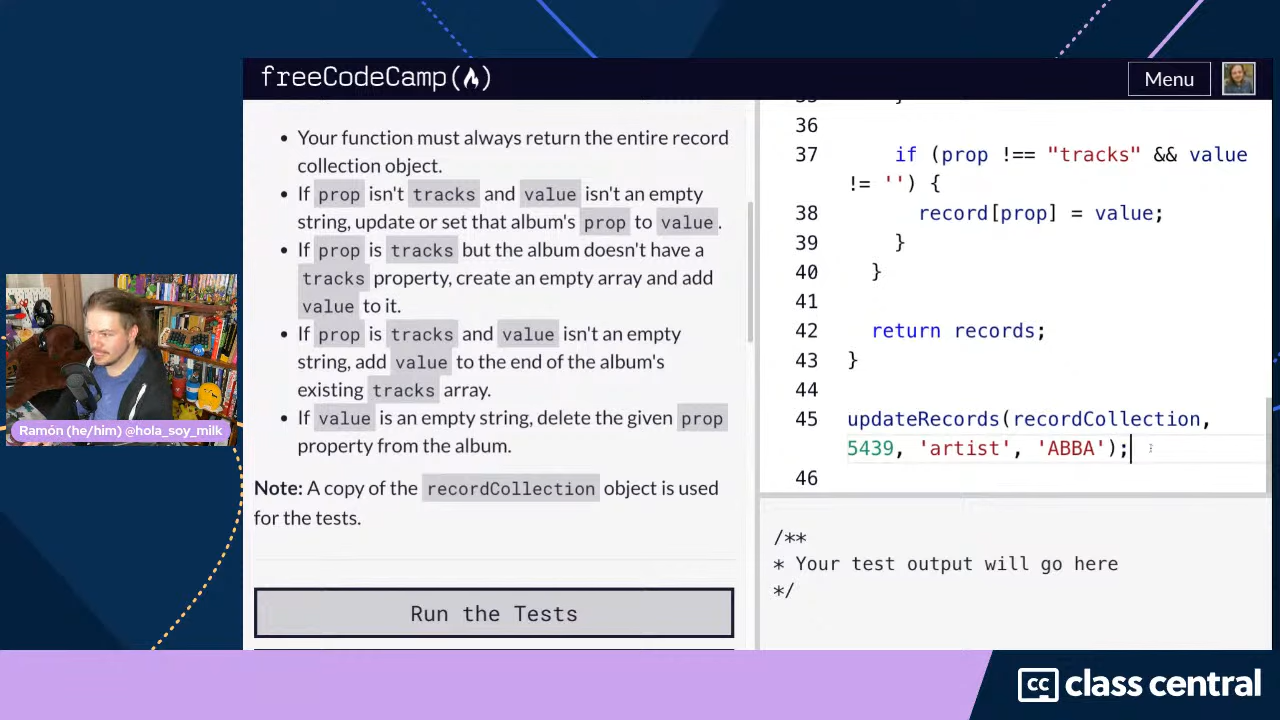 freeCodeCamp(🔥)
Menu
• Your function must always return the entire record
collection object.
• If prop isn't tracks and value isn't an empty
string, update or set that album's prop to value.
• If prop is tracks but the album doesn't have a
tracks property, create an empty array and add
value to it.
• If prop is tracks and value isn't an empty
string, add value to the end of the album's
existing tracks array.
• If value is an empty string, delete the given prop
property from the album.
Note: A copy of the recordCollection object is used
for the tests.
Run the Tests
36
37 if (prop !== "tracks" && value
!= '') {
38 record[prop] = value;
39 }
40 }
41
42 return records;
43 }
44
45 updateRecords(recordCollection,
5439, 'artist', 'ABBA');
46
/**
* Your test output will go here
*/
Ramón (he/him) @hola_soy_milk
cc class central